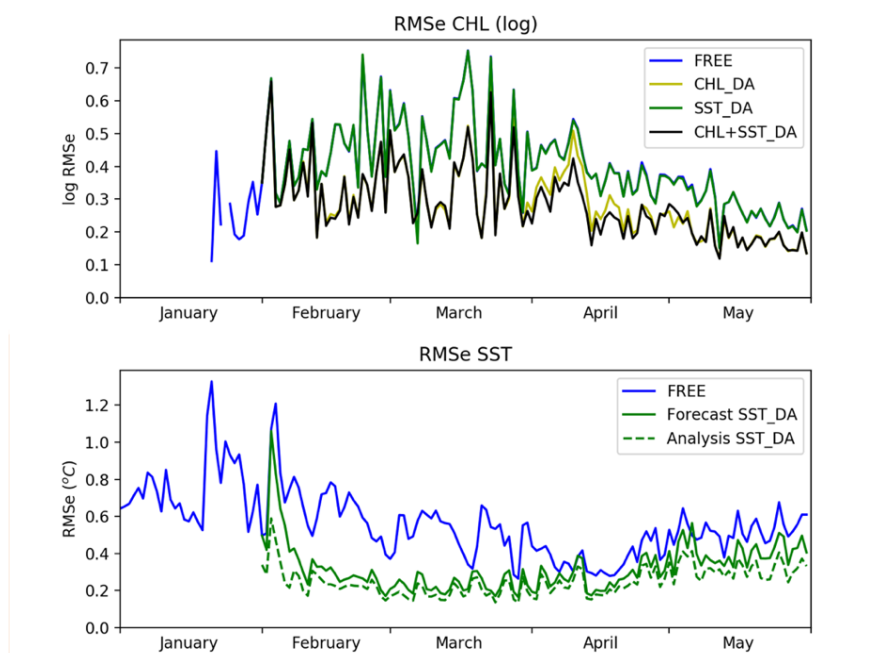 RMSe CHL (log)
log RMSe
0.7
0.6
0.5
0.4
0.3
0.2
0.1
0.0
FREE
CHL_DA
SST_DA
CHL+SST_DA
January February March April May
RMSe SST
RMSe (°C)
1.2
1.0
0.8
0.6
0.4
0.2
0.0
FREE
Forecast SST_DA
Analysis SST_DA
January February March April May